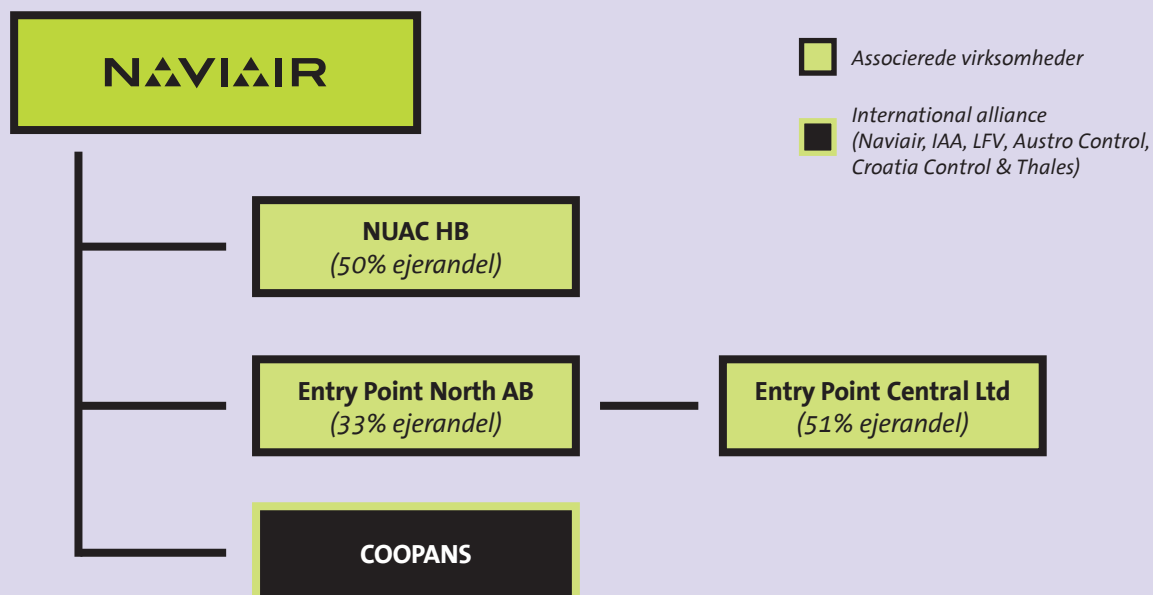 NAVIAIR
Associerede virksomheder
International alliance
(Naviair, IAA, LFV, Austro Control,
Croatia Control & Thales)
NUAC HB
(50% ejerandel)
Entry Point North AB
(33% ejerandel)
Entry Point Central Ltd
(51% ejerandel)
COOPANS